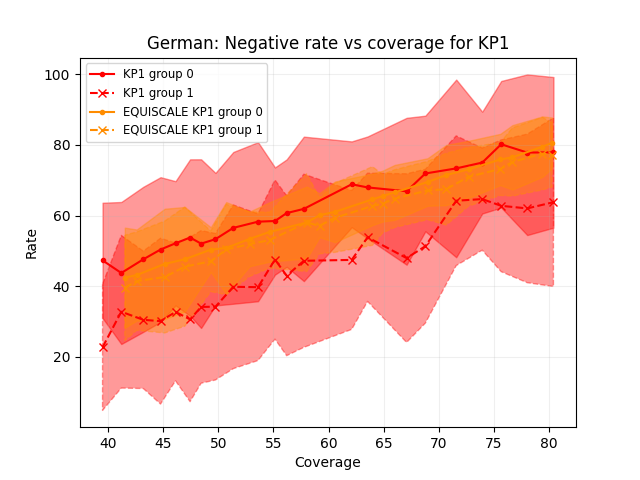 German: Negative rate vs coverage for KP1
KP1 group 0
KP1 group 1
EQUISCALE KP1 group 0
EQUISCALE KP1 group 1
100
80
60
40
20
Rate
40 45 50 55 60 65 70 75 80
Coverage